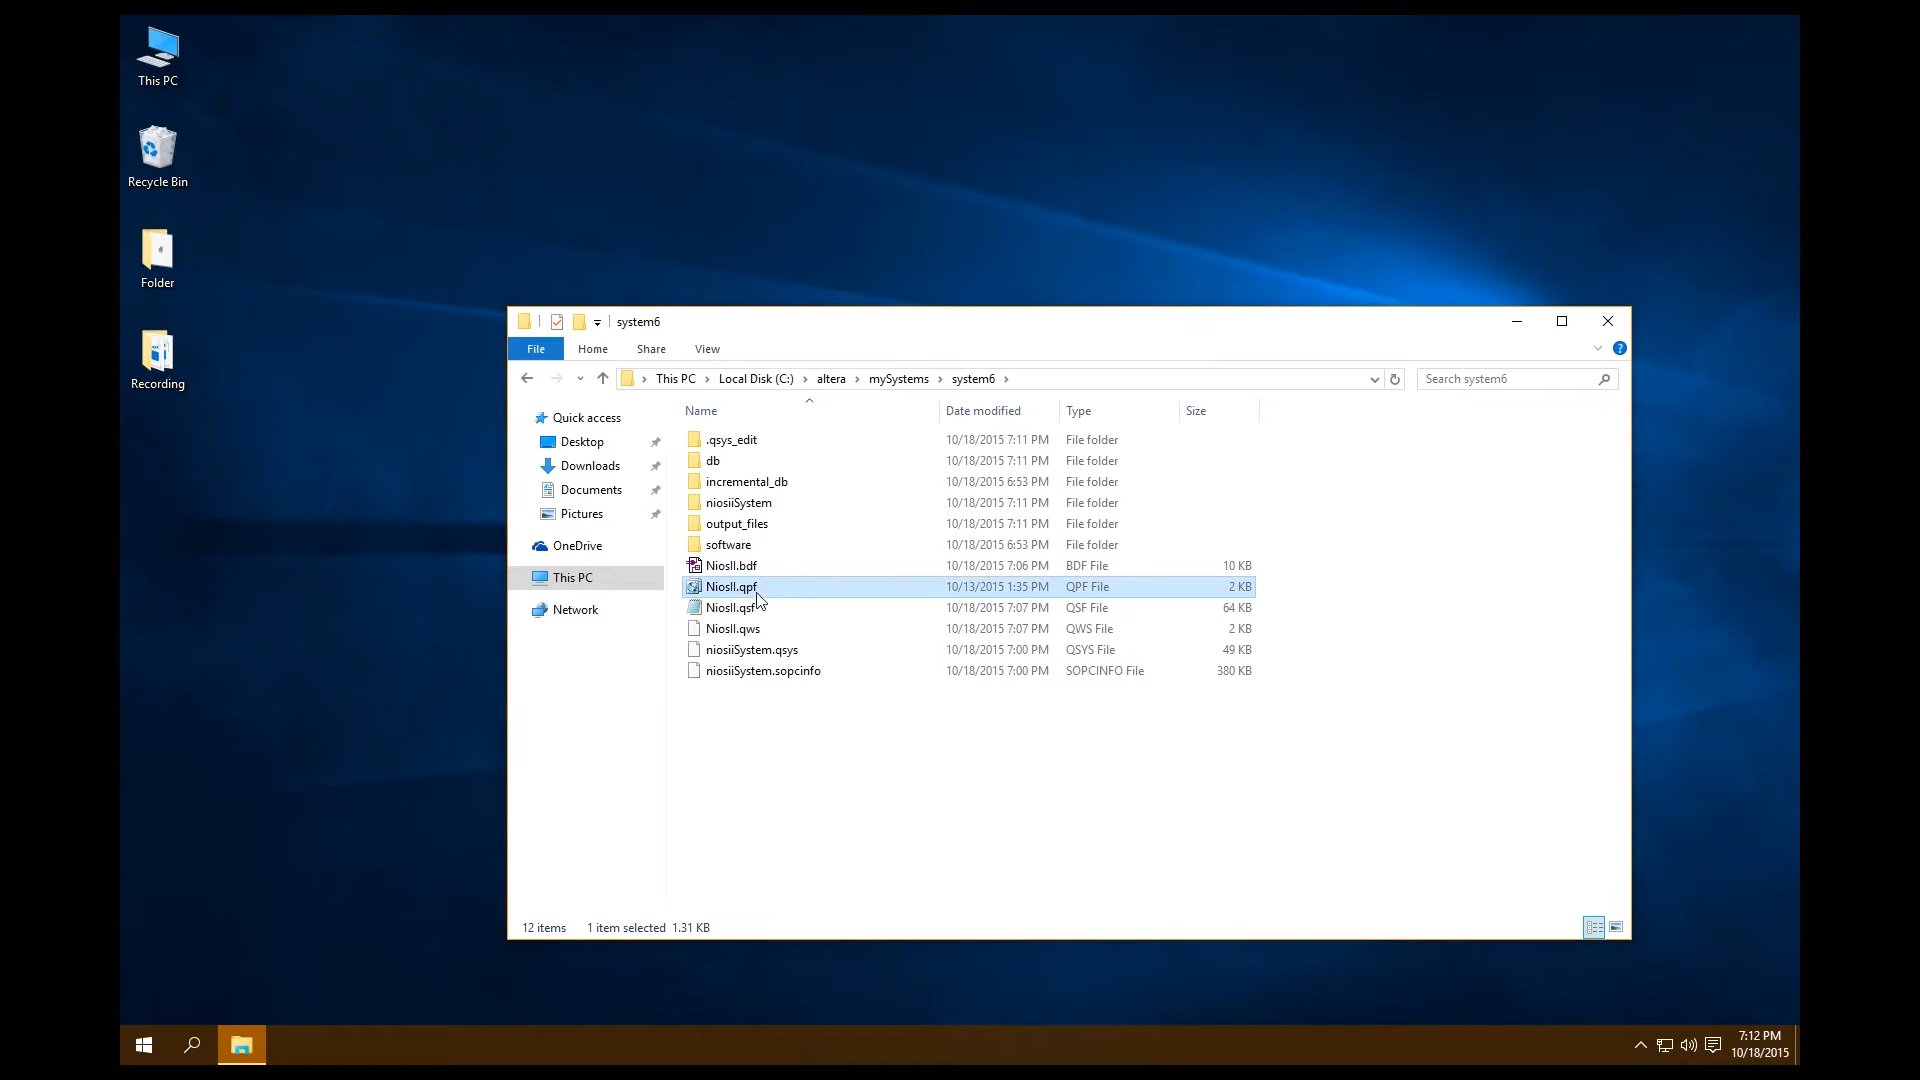 This PC
Recycle Bin
Folder
Recording
system6
File Home Share View
This PC Local Disk (C:) altera mySystems system6
Search system6
Quick access
Desktop
Downloads
Documents
Pictures
OneDrive
This PC
Network
Name Date modified Type Size
.qsys_edit 10/18/2015 7:11 PM File folder
db 10/18/2015 7:11 PM File folder
incremental_db 10/18/2015 6:53 PM File folder
niosiiSystem 10/18/2015 7:11 PM File folder
output_files 10/18/2015 7:11 PM File folder
software 10/18/2015 6:53 PM File folder
NiosII.bdf 10/18/2015 7:06 PM BDF File 10 KB
NiosII.qpf 10/13/2015 1:35 PM QPF File 2 KB
NiosII.qsf 10/18/2015 7:07 PM QSF File 64 KB
NiosII.qws 10/18/2015 7:07 PM QWS File 2 KB
niosiiSystem.qsys 10/18/2015 7:00 PM QSYS File 49 KB
niosiiSystem.sopcinfo 10/18/2015 7:00 PM SOPCINFO File 380 KB
12 items 1 item selected 1.31 KB
7:12 PM
10/18/2015